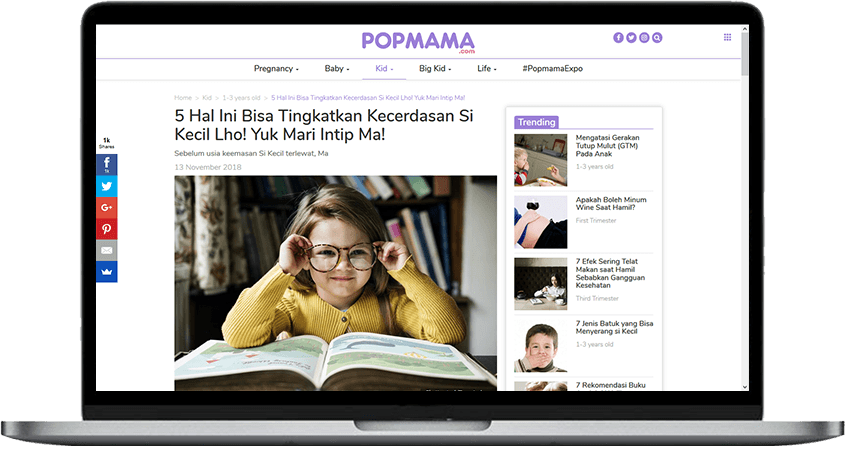 POPMAMA
.com
Pregnancy
Baby
Kid
Big Kid
Life
#PopmamaExpo
Home > Kid > 1-3 years old > 5 Hal Ini Bisa Tingkatkan Kecerdasan Si Kecil Lho! Yuk Mari Intip Ma!
5 Hal Ini Bisa Tingkatkan Kecerdasan Si
Kecil Lho! Yuk Mari Intip Ma!
Sebelum usia keemasan Si Kecil terlewat, Ma
13 November 2018
1k
Shares
f
1k
G+
Trending
Mengatasi Gerakan
Tutup Mulut (GTM)
Pada Anak
1-3 years old
Apakah Boleh Minum
Wine Saat Hamil?
First Trimester
7 Efek Sering Telat
Makan saat Hamil
Sebabkan Gangguan
Kesehatan
Third Trimester
7 Jenis Batuk yang Bisa
Menyerang si Kecil
1-3 years old
7 Rekomendasi Buku